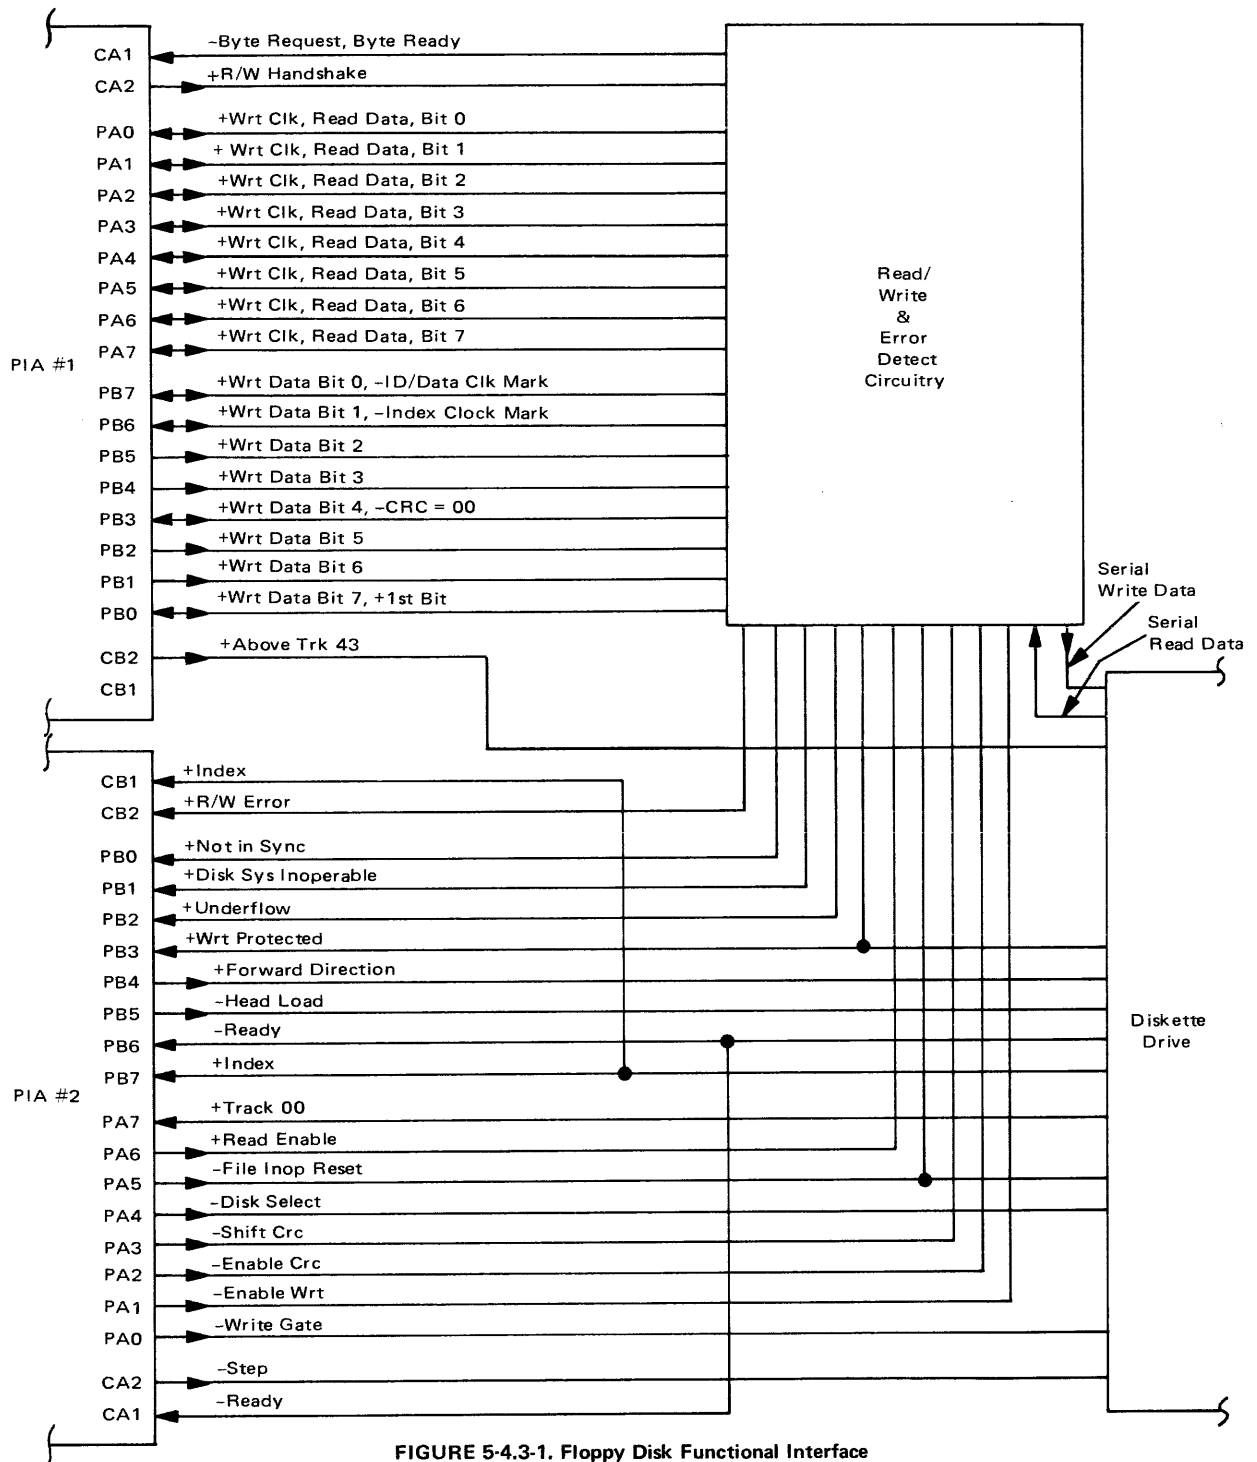 CA1 -Byte Request, Byte Ready
CA2 +R/W Handshake
PA0 +Wrt Clk, Read Data, Bit 0
PA1 + Wrt Clk, Read Data, Bit 1
PA2 +Wrt Clk, Read Data, Bit 2
PA3 +Wrt Clk, Read Data, Bit 3
PA4 +Wrt Clk, Read Data, Bit 4
PA5 +Wrt Clk, Read Data, Bit 5
PA6 +Wrt Clk, Read Data, Bit 6
PA7 +Wrt Clk, Read Data, Bit 7
PIA #1
PB7 +Wrt Data Bit 0, -ID/Data Clk Mark
PB6 +Wrt Data Bit 1, -Index Clock Mark
PB5 +Wrt Data Bit 2
PB4 +Wrt Data Bit 3
PB3 +Wrt Data Bit 4, -CRC = 00
PB2 +Wrt Data Bit 5
PB1 +Wrt Data Bit 6
PB0 +Wrt Data Bit 7, +1st Bit
CB2 +Above Trk 43
CB1
Read/
Write
&
Error
Detect
Circuitry
Serial
Write Data
Serial
Read Data
CB1 +Index
CB2 +R/W Error
PB0 +Not in Sync
PB1 +Disk Sys Inoperable
PB2 +Underflow
PB3 +Wrt Protected
PB4 +Forward Direction
PB5 -Head Load
PB6 -Ready
PB7 +Index
PIA #2
PA7 +Track 00
PA6 +Read Enable
PA5 -File Inop Reset
PA4 -Disk Select
PA3 -Shift Crc
PA2 -Enable Crc
PA1 -Enable Wrt
PA0 -Write Gate
CA2 -Step
CA1 -Ready
Diskette
Drive
FIGURE 5-4.3-1. Floppy Disk Functional Interface